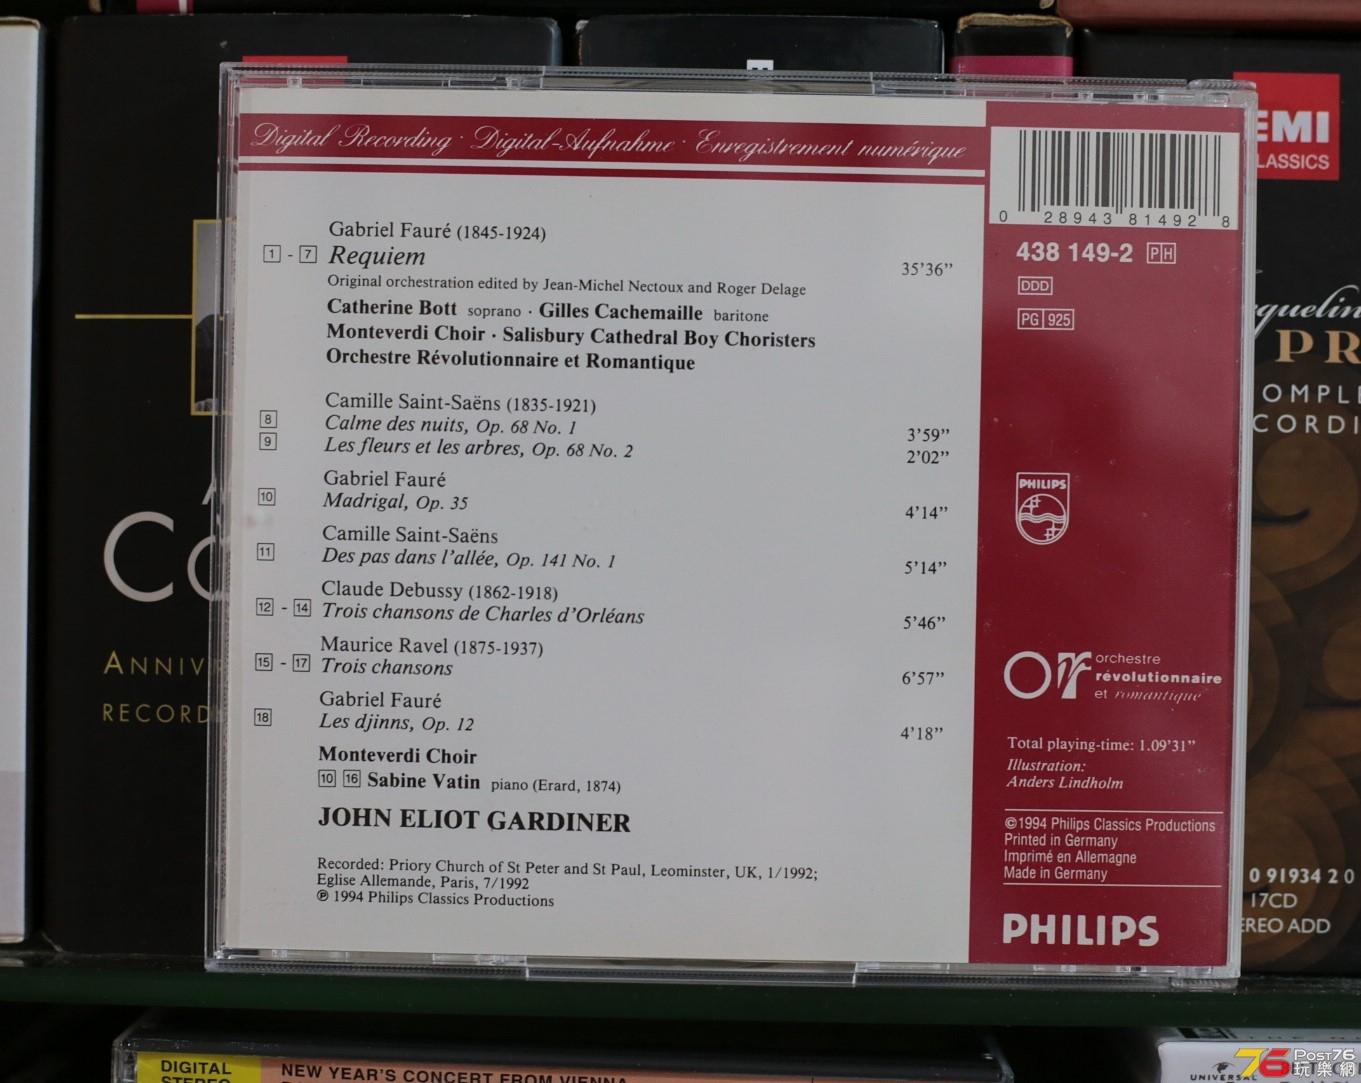 Digital Recording · Digital-Aufnahme · Enregistrement numérique
Gabriel Fauré (1845-1924)
1 - 7 Requiem 35’36”
Original orchestration edited by Jean-Michel Nectoux and Roger Delage
Catherine Bott soprano · Gilles Cachemaille baritone
Monteverdi Choir · Salisbury Cathedral Boy Choristers
Orchestre Révolutionnaire et Romantique
Camille Saint-Saëns (1835-1921)
8 Calme des nuits, Op. 68 No. 1 3’59”
9 Les fleurs et les arbres, Op. 68 No. 2 2’02”
Gabriel Fauré
10 Madrigal, Op. 35 4’14”
Camille Saint-Saëns
11 Des pas dans l’allée, Op. 141 No. 1 5’14”
Claude Debussy (1862-1918)
12 - 14 Trois chansons de Charles d’Orléans 5’46”
Maurice Ravel (1875-1937)
15 - 17 Trois chansons 6’57”
Gabriel Fauré
18 Les djinns, Op. 12 4’18”
Monteverdi Choir
10 16 Sabine Vatin piano (Erard, 1874)
JOHN ELIOT GARDINER
Recorded: Priory Church of St Peter and St Paul, Leominster, UK, 1/1992;
Eglise Allemande, Paris, 7/1992
℗ 1994 Philips Classics Productions
0 28943 81492 8
438 149-2 PH
DDD
PG 925
PHILIPS
orchestre
révolutionnaire
et romantique
Total playing-time: 1.09’31”
Illustration:
Anders Lindholm
©1994 Philips Classics Productions
Printed in Germany
Imprimé en Allemagne
Made in Germany
PHILIPS
EMI
CLASSICS
PR
OMPLE
CORDI
0 91934 2 0
17CD
EREO ADD
ANNIV
RECORD
DIGITAL
STEREO
NEW YEAR'S CONCERT FROM VIENNA
UNIVERSAL
Post76
玩樂網